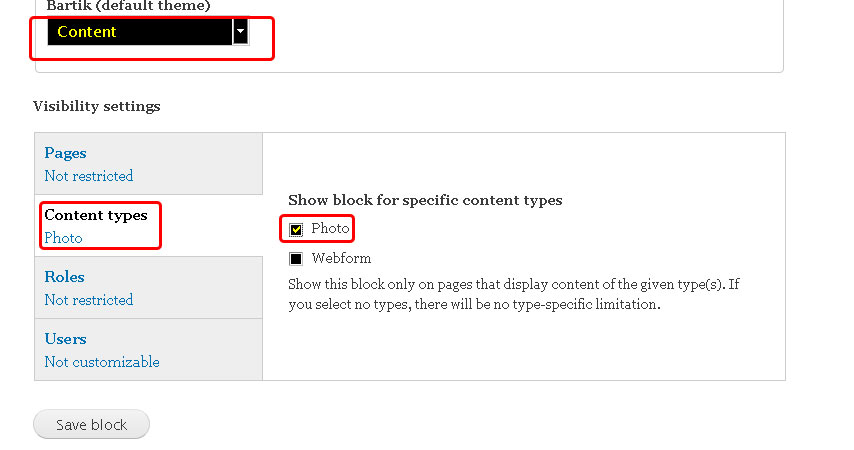 Bartik (default theme)
Content
Visibility settings
Pages
Not restricted
Content types
Photo
Roles
Not restricted
Users
Not customizable
Show block for specific content types
Photo
Webform
Show this block only on pages that display content of the given type(s). If
you select no types, there will be no type-specific limitation.
Save block